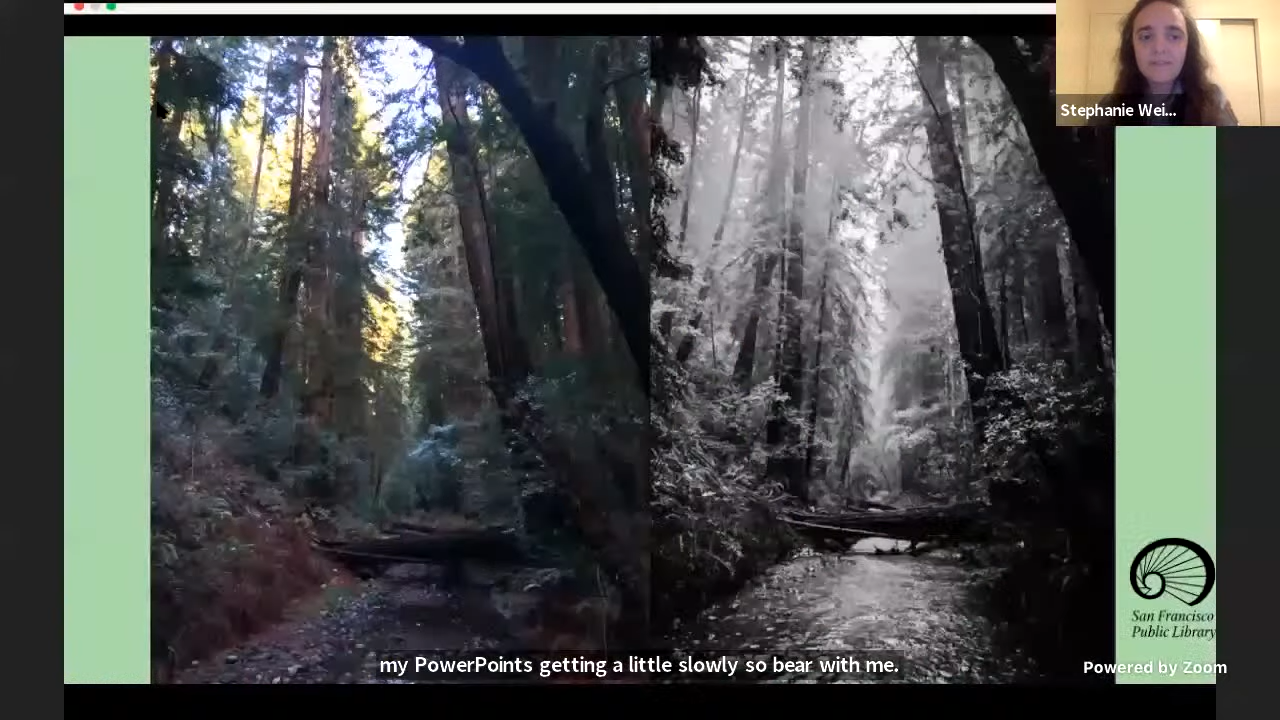 Stephanie Wei...
San Francisco
Public Library
my PowerPoints getting a little slowly so bear with me.
Powered by Zoom